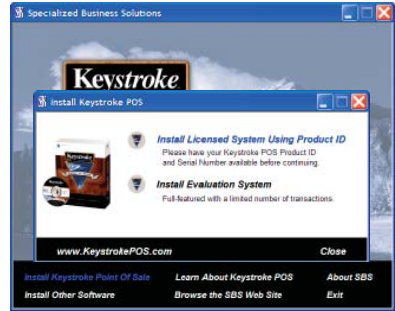 Specialized Business Solutions
Keystroke
Install Keystroke POS
Install Licensed System Using Product ID
Please have your Keystroke POS Product ID
and Serial Number available before continuing.
Install Evaluation System
Full-featured with a limited number of transactions.
www.KeystrokePOS.com Close
Install Keystroke Point Of Sale Learn About Keystroke POS About SBS
Install Other Software Browse the SBS Web Site Exit